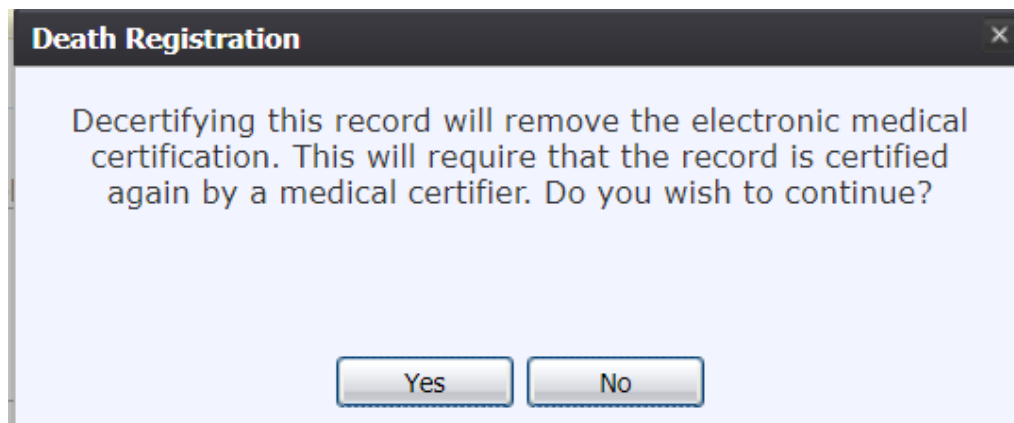 Death Registration
Decertifying this record will remove the electronic medical
certification. This will require that the record is certified
again by a medical certifier. Do you wish to continue?
Yes No